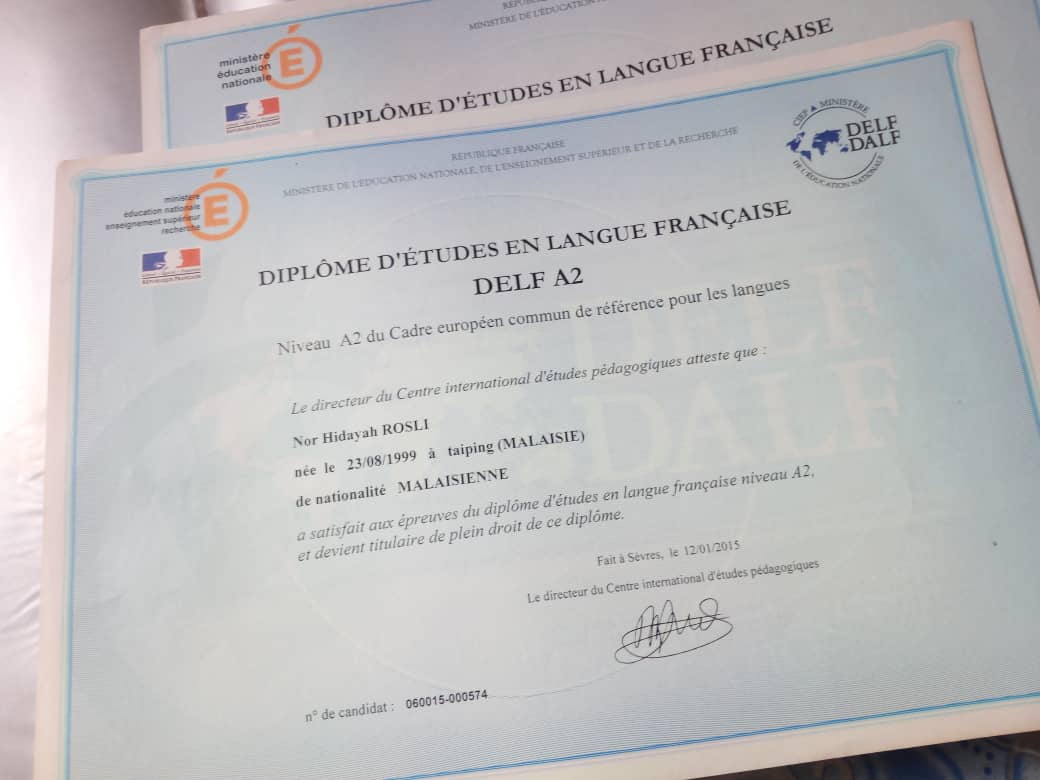 MINISTÈRE DE L'ÉDUCATION
ministère
éducation
nationale
É
RÉPUBLIQUE FRANÇAISE
DIPLÔME D'ÉTUDES EN LANGUE FRANÇAISE
RÉPUBLIQUE FRANÇAISE
MINISTÈRE DE L'ÉDUCATION NATIONALE, DE L'ENSEIGNEMENT SUPÉRIEUR ET DE LA RECHERCHE
ministère
éducation nationale
enseignement supérieur
recherche
É
RÉPUBLIQUE FRANÇAISE
CIEP MINISTÈRE
DELF
DALF
DE L'ÉDUCATION NATIONALE
DIPLÔME D'ÉTUDES EN LANGUE FRANÇAISE
DELF A2
Niveau A2 du Cadre européen commun de référence pour les langues
Le directeur du Centre international d'études pédagogiques atteste que :
Nor Hidayah ROSLI
née le 23/08/1999 à taiping (MALAISIE)
de nationalité MALAISIENNE
a satisfait aux épreuves du diplôme d'études en langue française niveau A2,
et devient titulaire de plein droit de ce diplôme.
Fait à Sèvres, le 12/01/2015
Le directeur du Centre international d'études pédagogiques
n° de candidat : 060015-000574
DELF
DALF